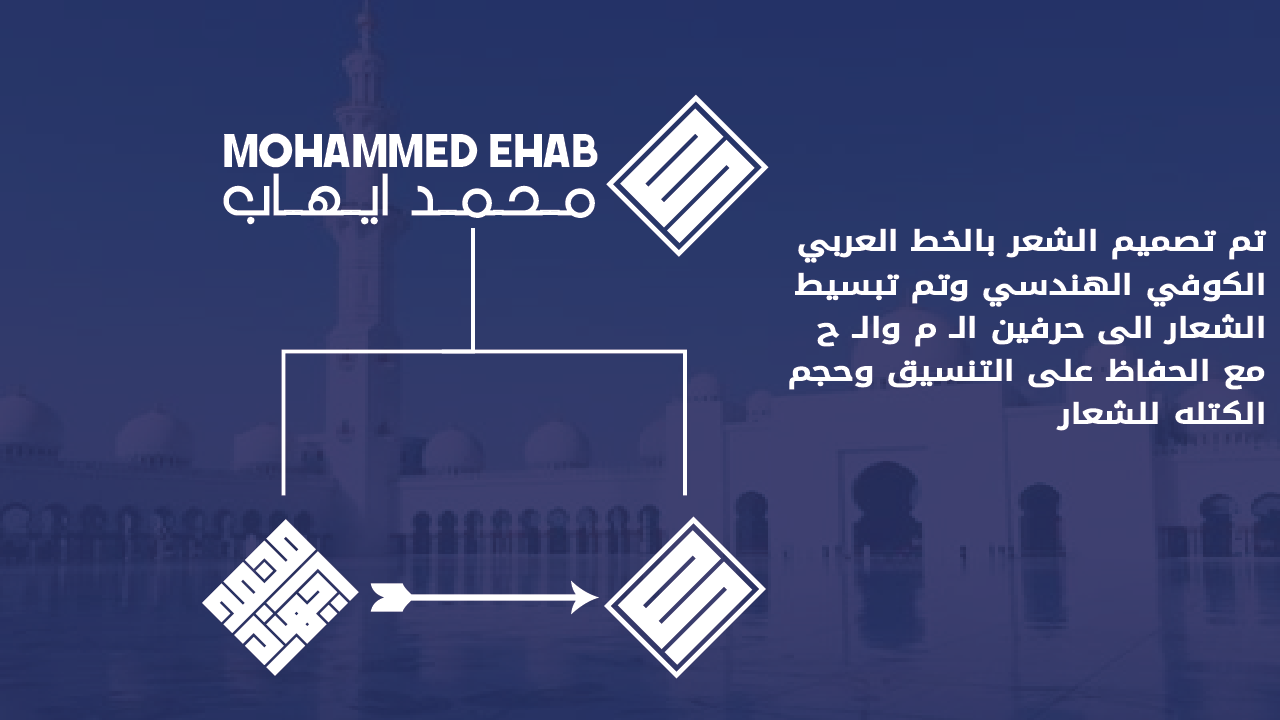 MOHAMMED EHAB
محمد ايهاب
تم تصميم الشعر بالخط العربي
الكوفي الهندسي وتم تبسيط
الشعار الى حرفين الـ م والـ ح
مع الحفاظ على التنسيق وحجم
الكتله للشعار